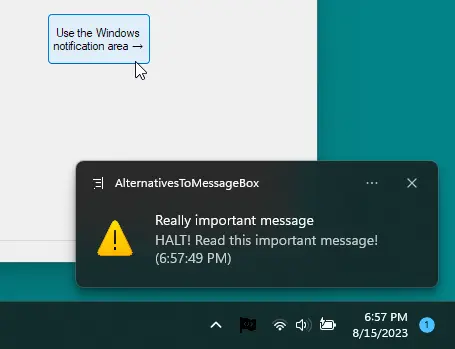 Use the Windows
notification area →
AlternativesToMessageBox
Really important message
HALT! Read this important message!
(6:57:49 PM)
6:57 PM
8/15/2023
1